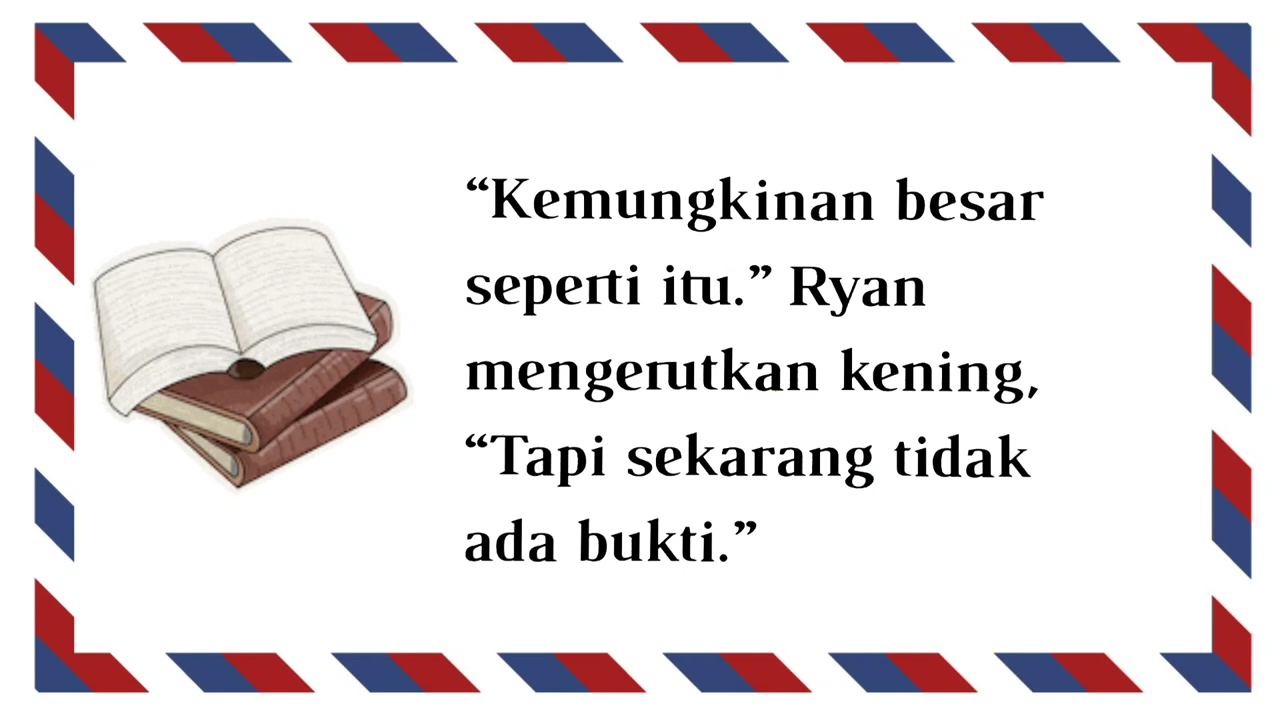 “Kemungkinan besar
seperti itu.” Ryan
mengerutkan kening,
“Tapi sekarang tidak
ada bukti.”